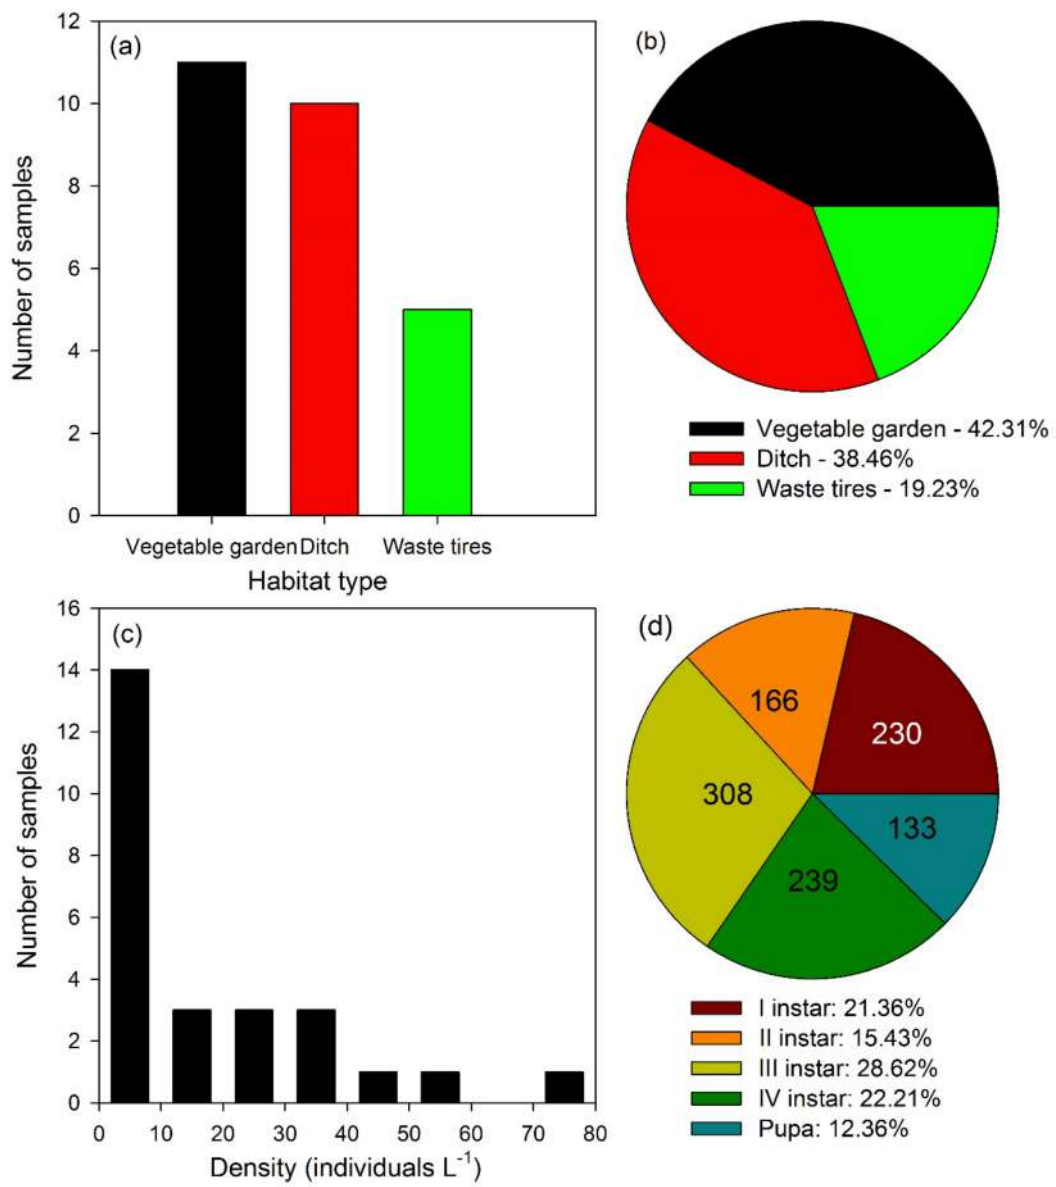 (a)
12
10
8
6
4
2
0
Number of samples
Vegetable garden Ditch Waste tires
Habitat type
(b)
Vegetable garden - 42.31%
Ditch - 38.46%
Waste tires - 19.23%
(c)
16
14
12
10
8
6
4
2
0
Number of samples
0 10 20 30 40 50 60 70 80
Density (individuals L⁻¹)
(d)
166
230
308
133
239
I instar: 21.36%
II instar: 15.43%
III instar: 28.62%
IV instar: 22.21%
Pupa: 12.36%